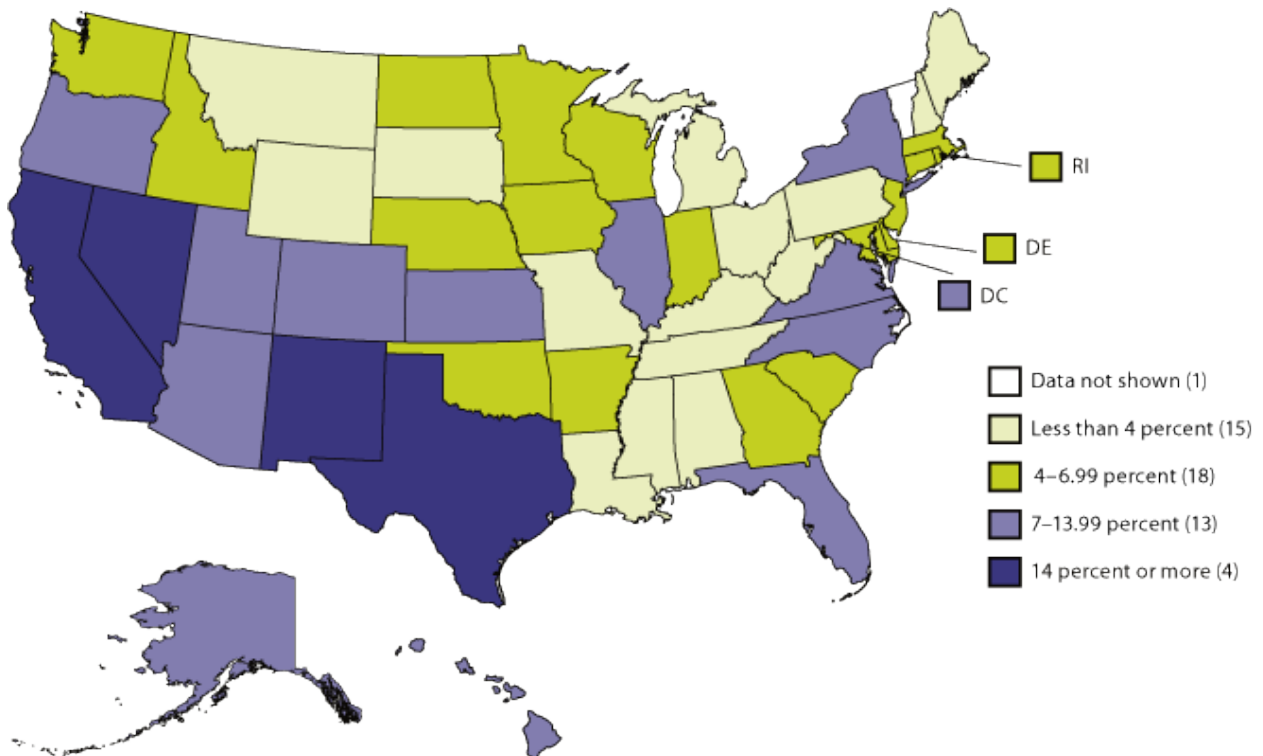 RI
DE
DC
Data not shown (1)
Less than 4 percent (15)
4–6.99 percent (18)
7–13.99 percent (13)
14 percent or more (4)